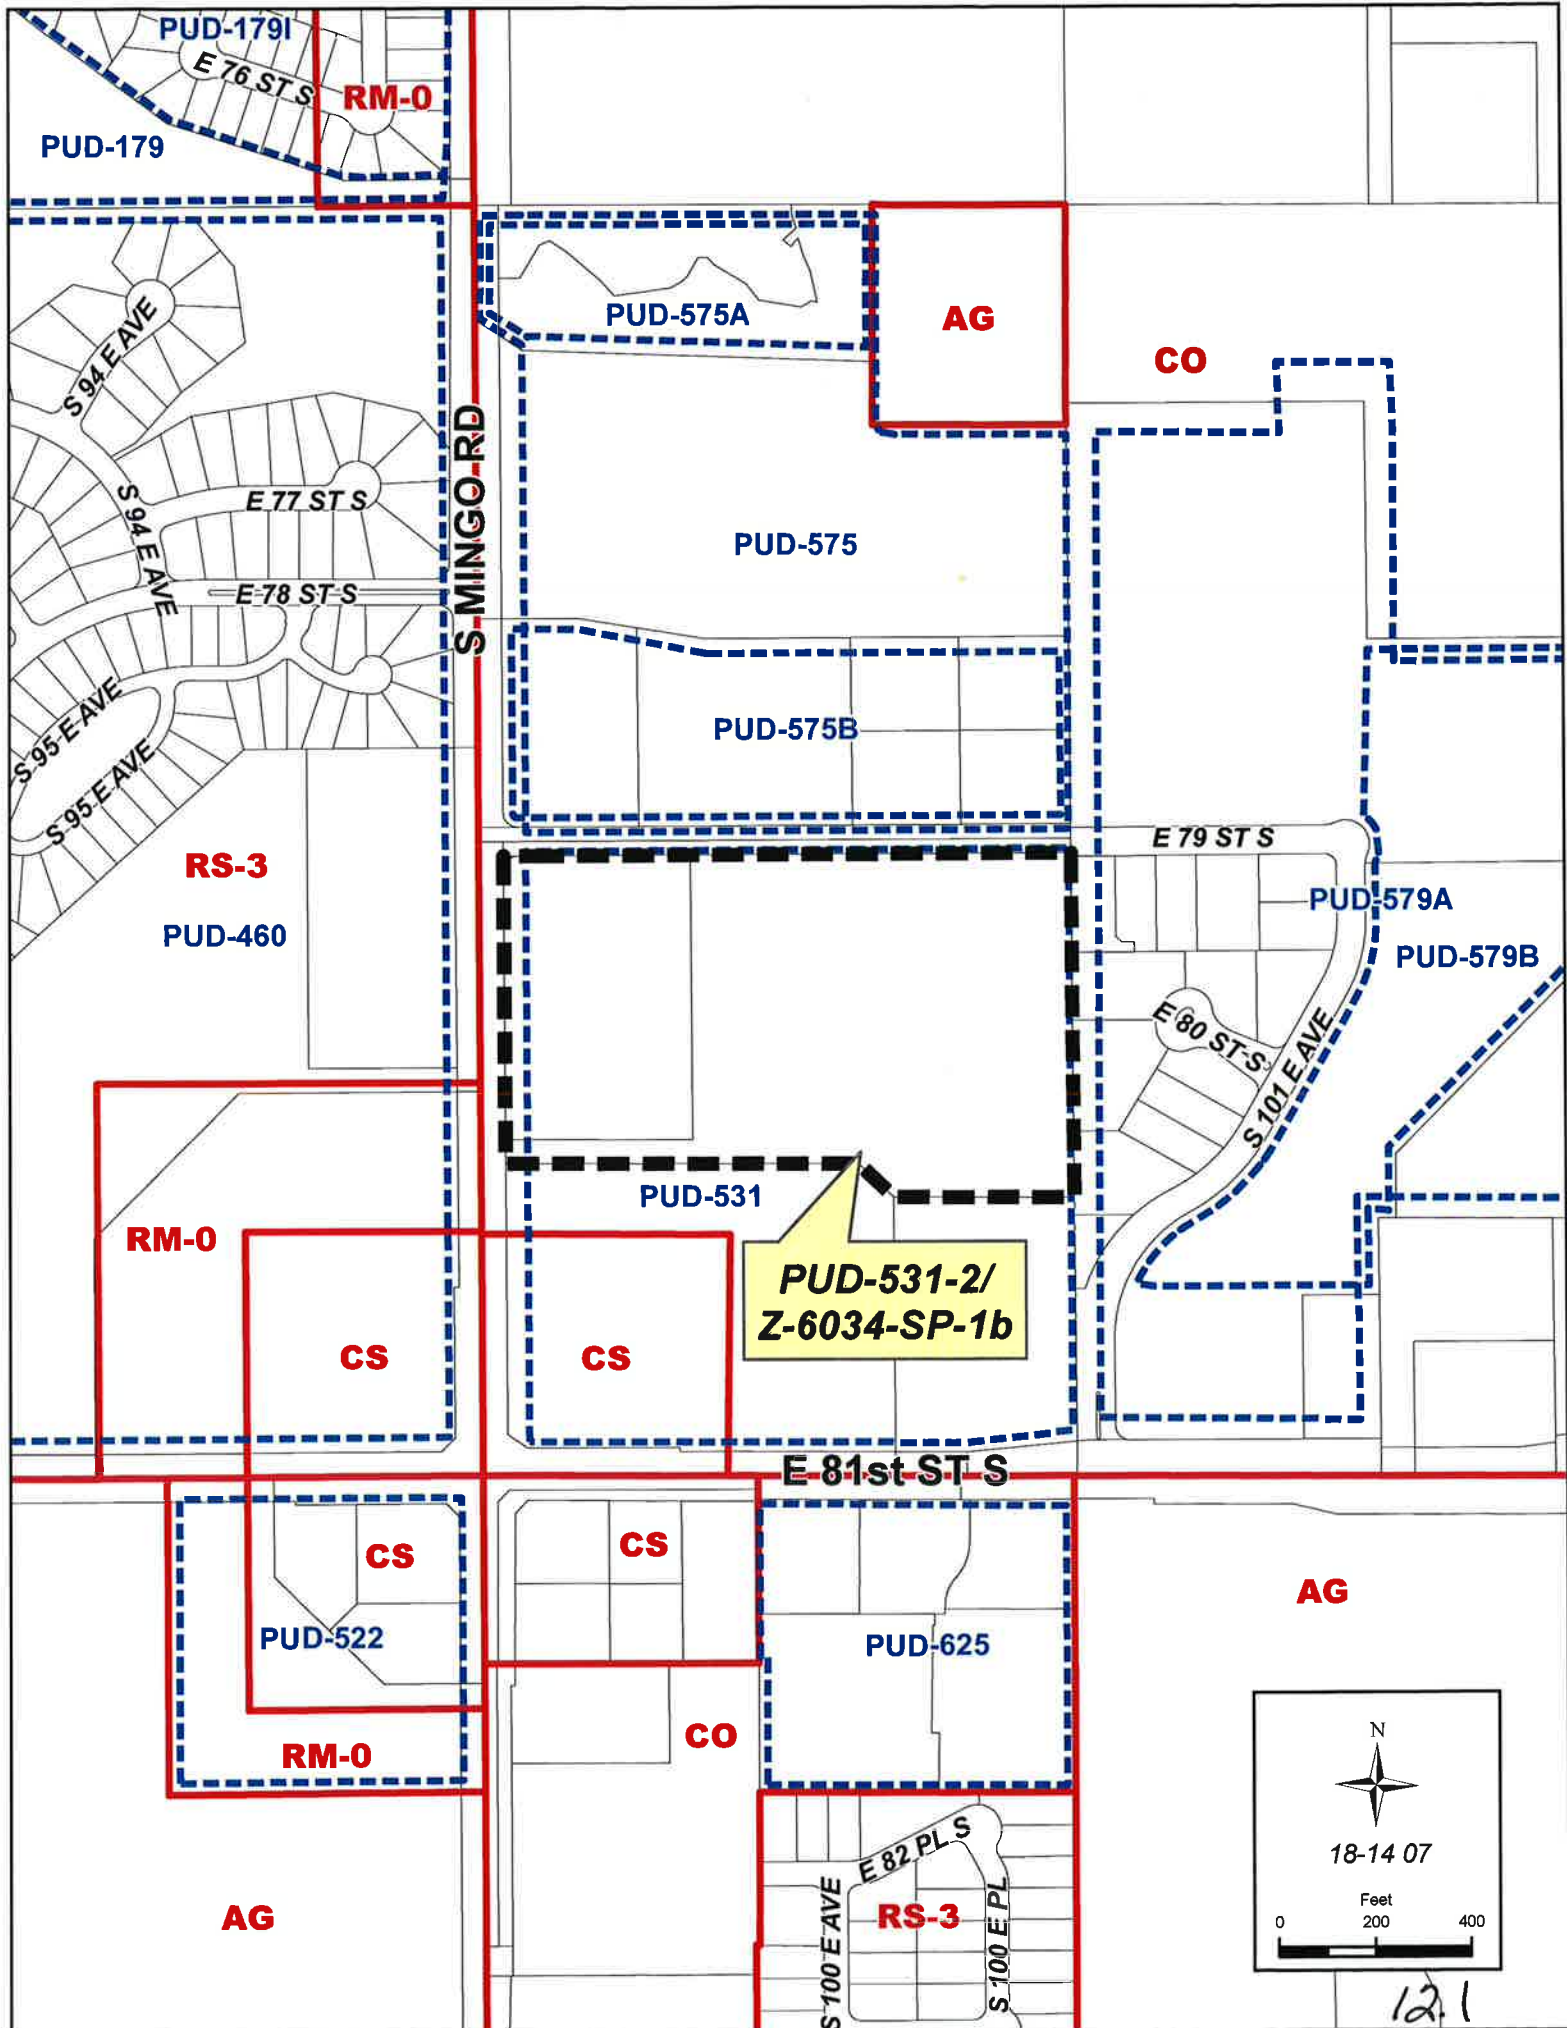 PUD-179I
E 76 ST S
RM-0
PUD-179
PUD-575A
AG
CO
S 94 E AVE
S MINGO RD
E 77 ST S
S 94 E AVE
PUD-575
E 78 ST S
S 95 E AVE
PUD-575B
S 95 E AVE
E 79 ST S
RS-3
PUD-579A
PUD-460
PUD-579B
E 80 ST S
S 101 E AVE
PUD-531
RM-0
PUD-531-2/
Z-6034-SP-1b
CS
CS
E 81st ST S
CS
CS
AG
PUD-522
PUD-625
CO
RM-0
N
E 82 PL S
18-14 07
AG
RS-3
S 100 E AVE
S 100 E PL
Feet
0 200 400
12.1